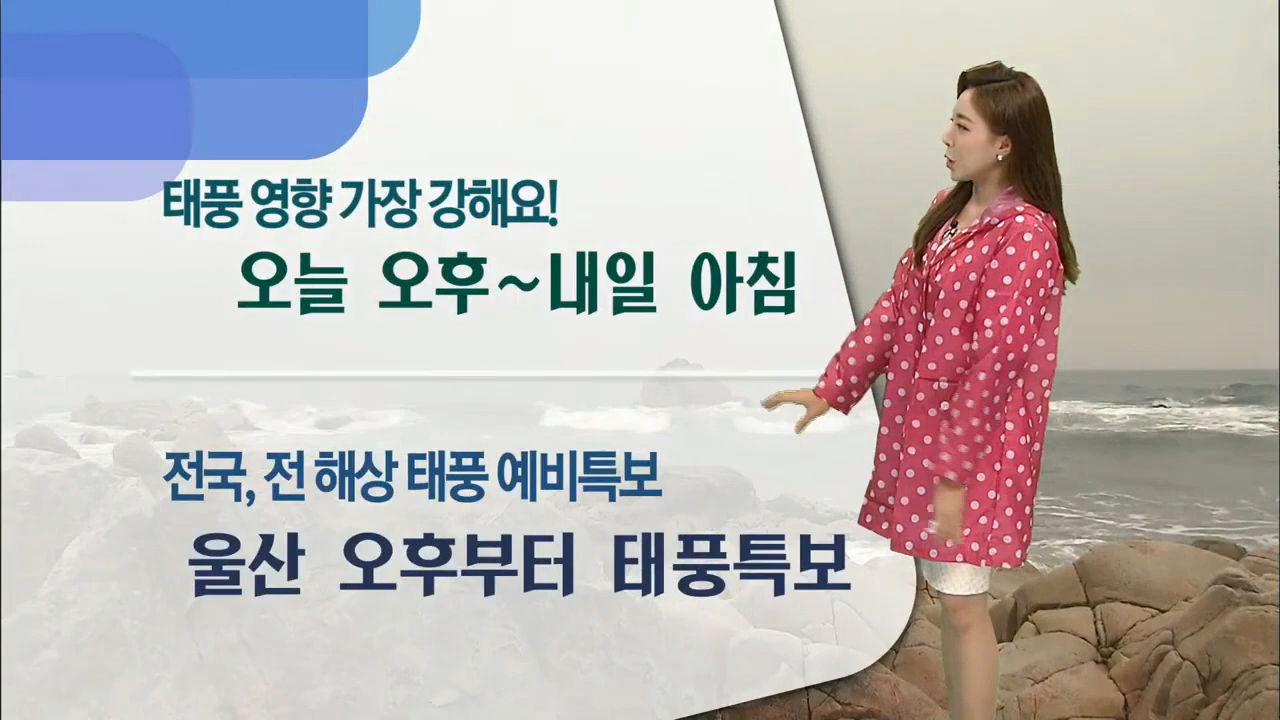 태풍 영향 가장 강해요!
오늘 오후~내일 아침
전국, 전 해상 태풍 예비특보
울산 오후부터 태풍특보